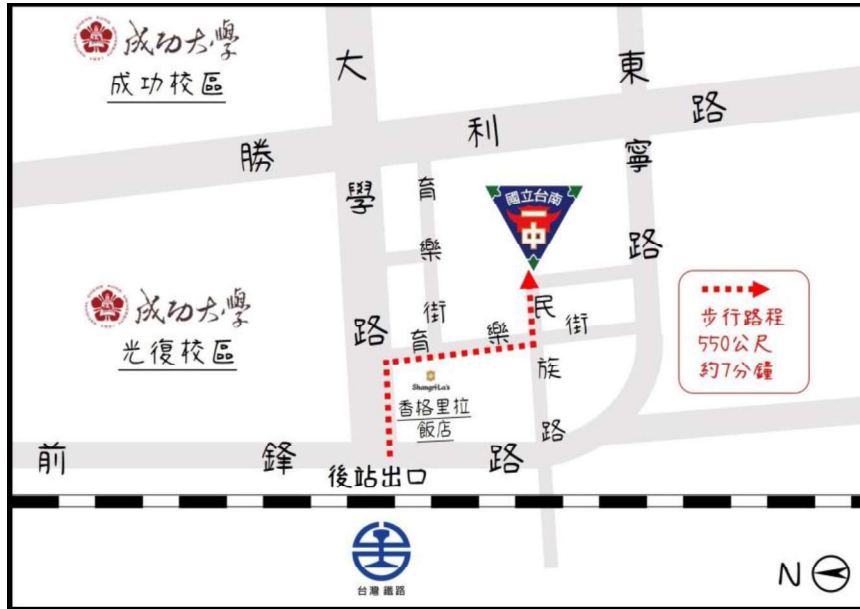 成功大學
成功校區
大學路
東寧路
勝利路
育樂街
國立台南
一中
成功大學
光復校區
育樂街
民族路
步行路程
550公尺
約7分鐘
Shangri-La's
香格里拉
飯店
前鋒路
後站出口
台灣鐵路
N